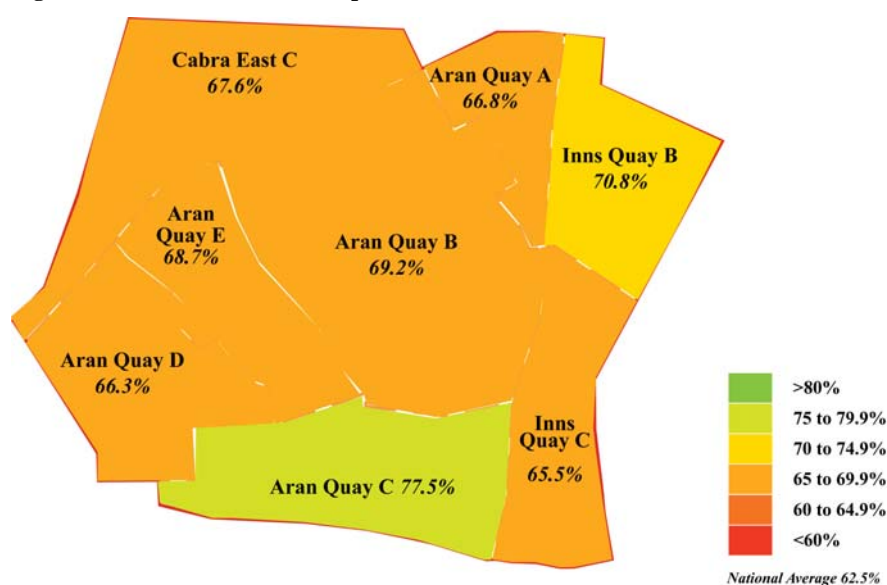 Cabra East C
67.6%
Aran Quay A
66.8%
Inns Quay B
70.8%
Aran
Quay E
68.7%
Aran Quay B
69.2%
Aran Quay D
66.3%
Inns
Quay C
65.5%
Aran Quay C 77.5%
>80%
75 to 79.9%
70 to 74.9%
65 to 69.9%
60 to 64.9%
<60%
National Average 62.5%